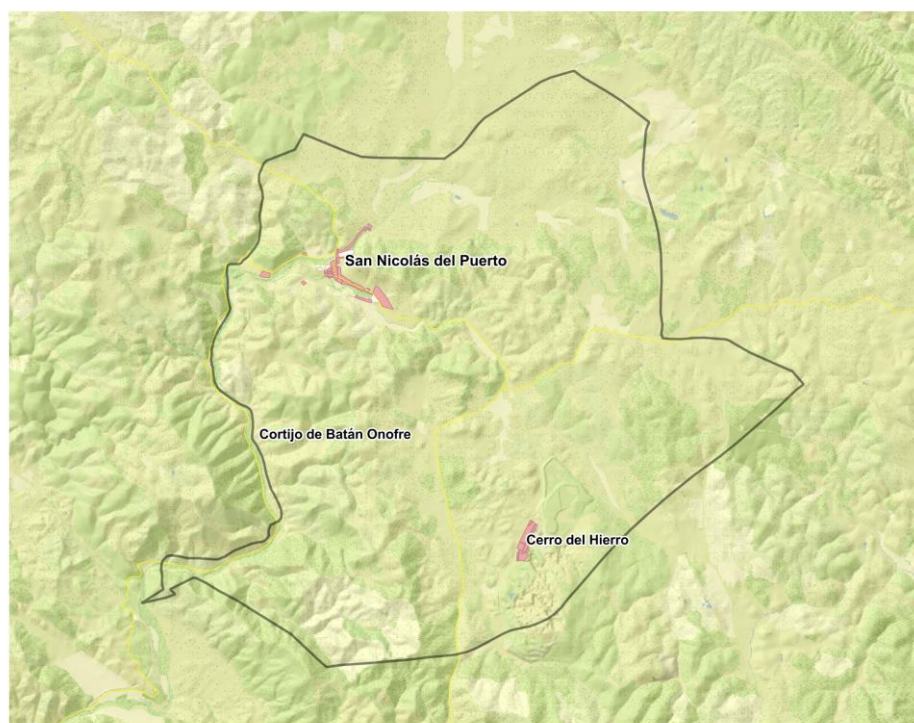 San Nicolás del Puerto
Cortijo de Batán Onofre
Cerro del Hierro